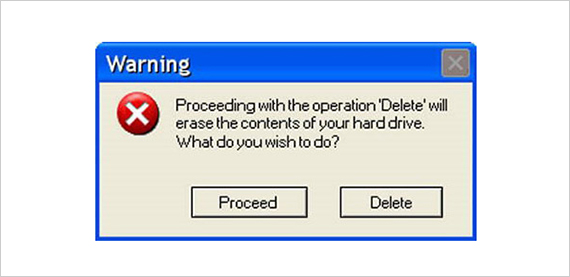 Warning
Proceeding with the operation 'Delete' will
erase the contents of your hard drive.
What do you wish to do?
Proceed
Delete